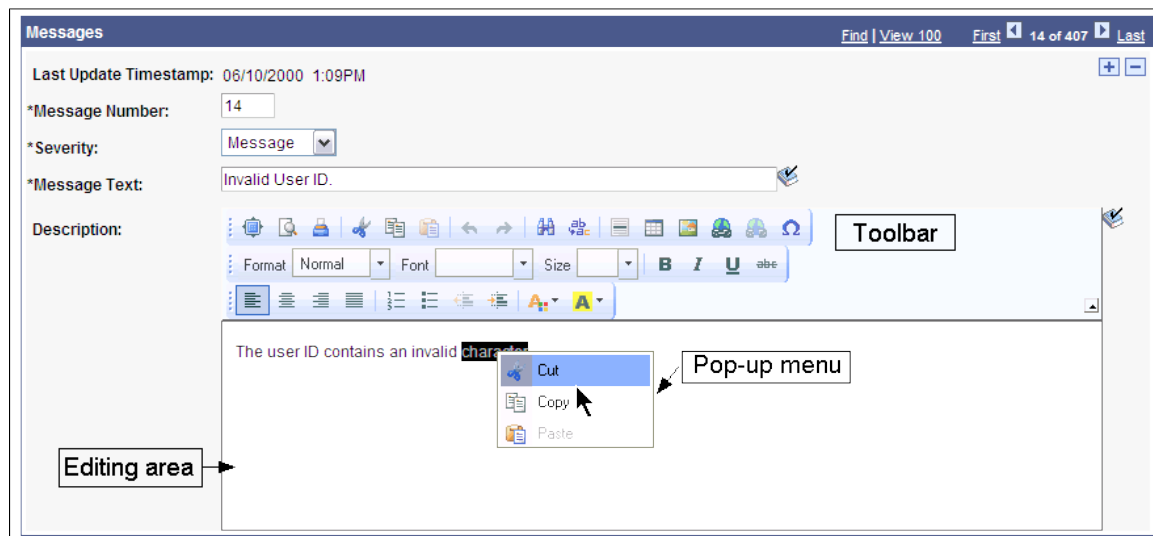 Messages Find | View 100 First 14 of 407 Last
Last Update Timestamp: 06/10/2000 1:09PM
*Message Number: 14
*Severity: Message
*Message Text: Invalid User ID.
Description:
Toolbar
Format Normal Font Size B I U abc
A A
The user ID contains an invalid character
Cut
Pop-up menu
Copy
Paste
Editing area